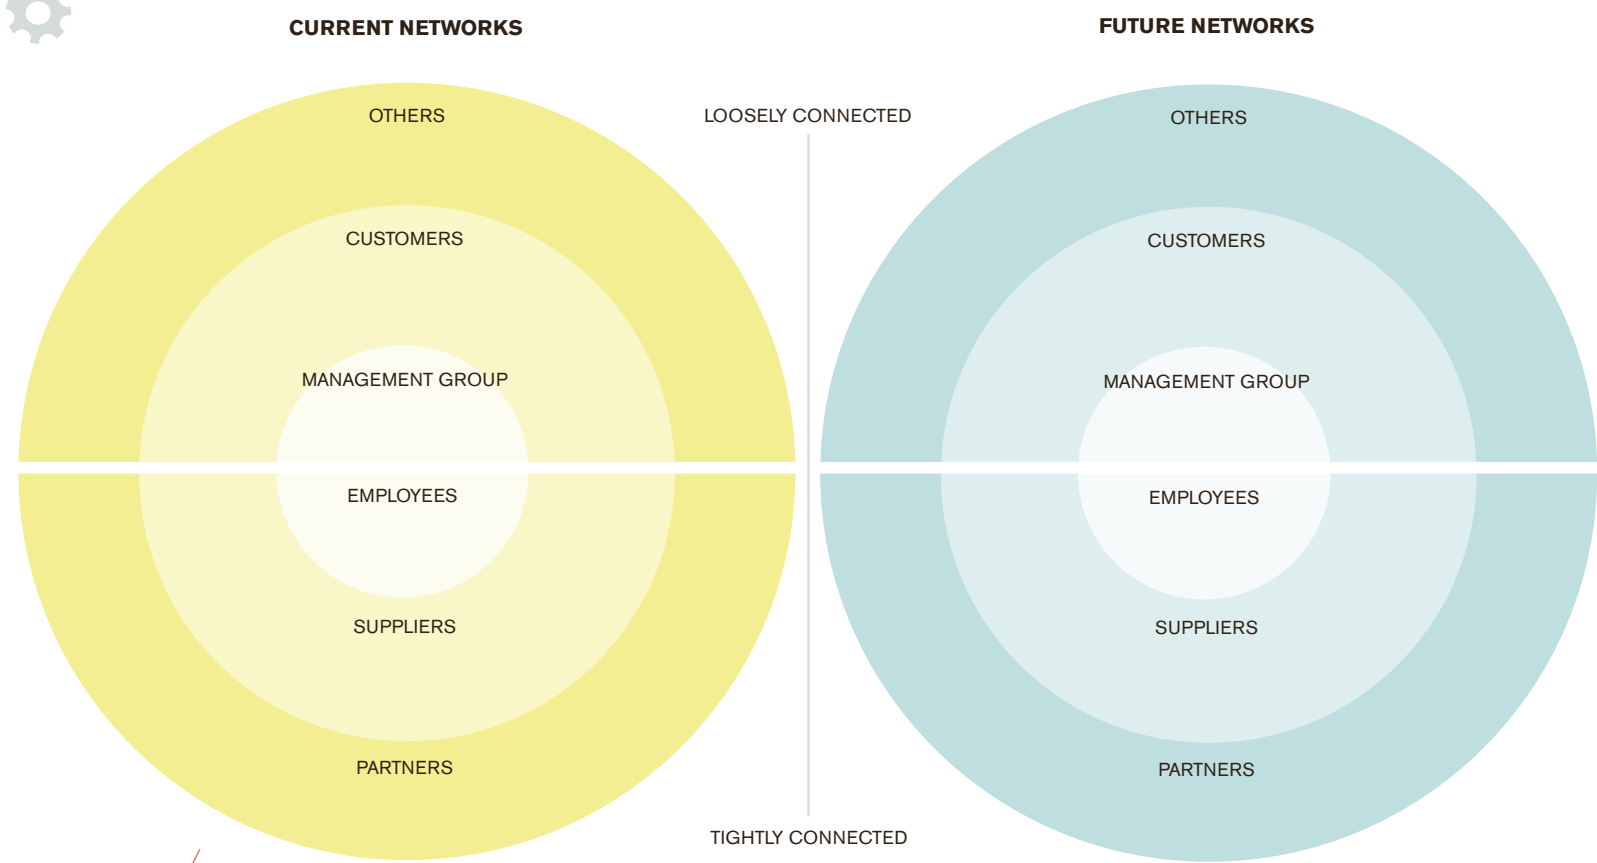 CURRENT NETWORKS
FUTURE NETWORKS
OTHERS
LOOSELY CONNECTED
OTHERS
CUSTOMERS
CUSTOMERS
MANAGEMENT GROUP
MANAGEMENT GROUP
EMPLOYEES
EMPLOYEES
SUPPLIERS
SUPPLIERS
PARTNERS
PARTNERS
TIGHTLY CONNECTED